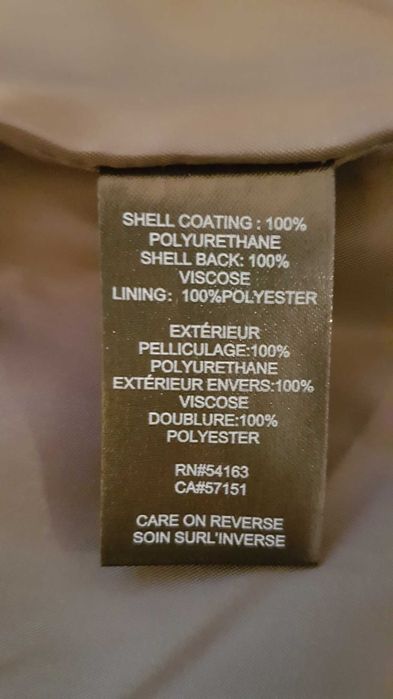 SHELL COATING : 100%
POLYURETHANE
SHELL BACK: 100%
VISCOSE
LINING: 100%POLYESTER
EXTÉRIEUR
PELLICULAGE:100%
POLYURETHANE
EXTÉRIEUR ENVERS:100%
VISCOSE
DOUBLURE:100%
POLYESTER
RN#54163
CA#57151
CARE ON REVERSE
SOIN SURL'INVERSE